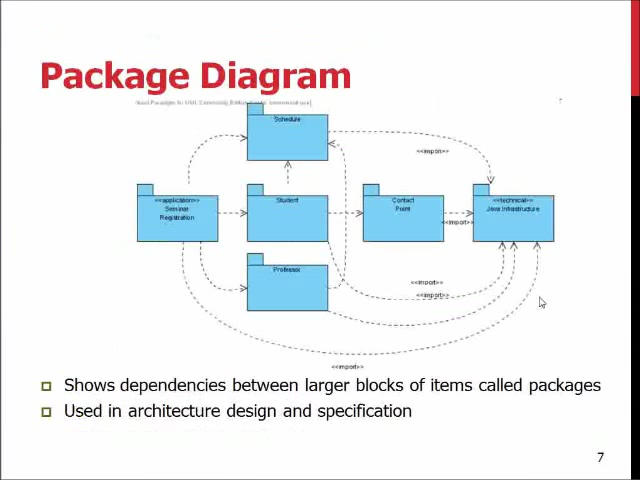 Package Diagram
Schedule
<<import>>
<<application>>
Seminar
Registration
Student
Contact
Point
<<technical>>
Java Infrastructure
<<import>>
Professor
<<import>>
<<import>>
<<import>>
Shows dependencies between larger blocks of items called packages
Used in architecture design and specification
7